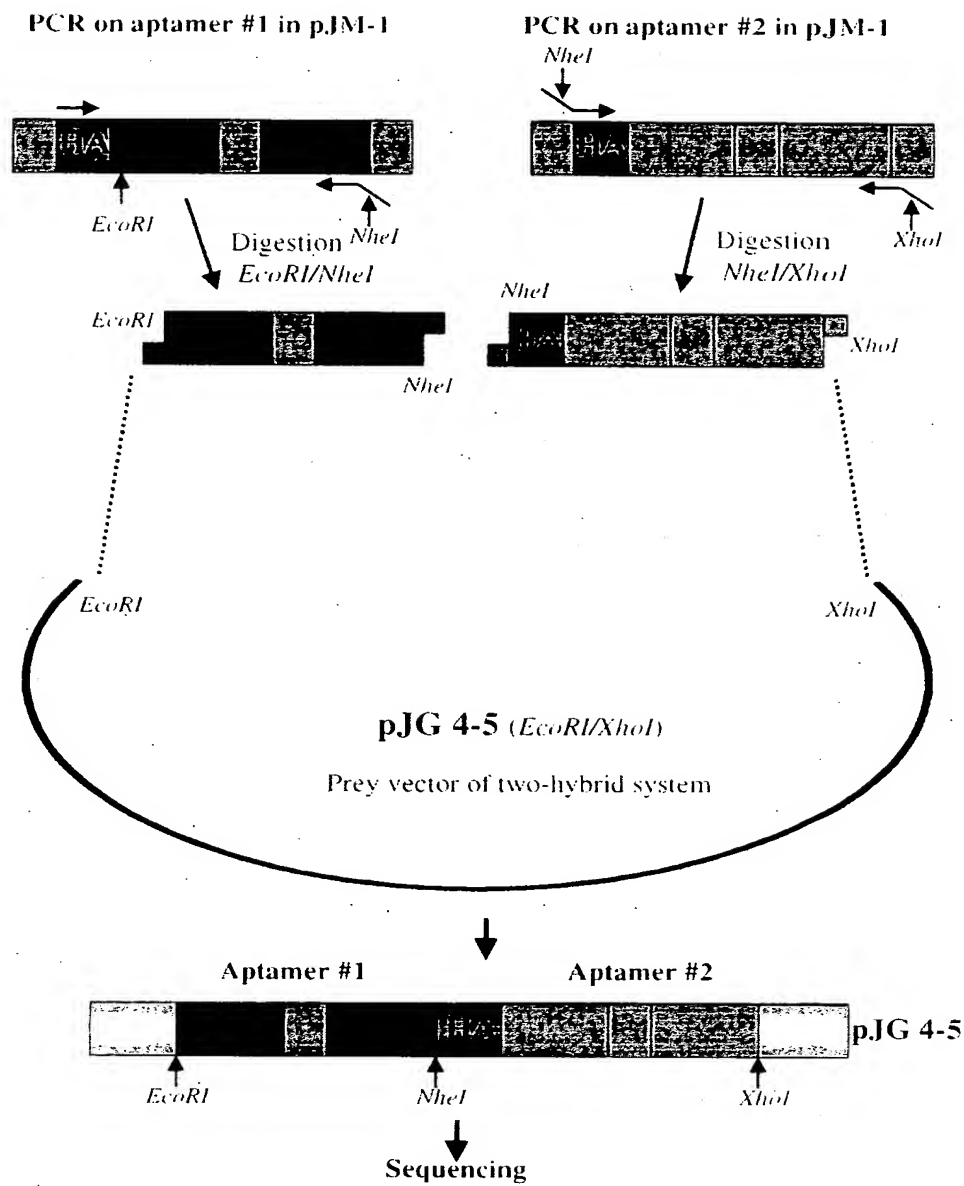 PCR on aptamer #1 in pJM-1
PCR on aptamer #2 in pJM-1
NheI
HA
HA
EcoRI
NheI
XhoI
Digestion
EcoRI/NheI
Digestion
NheI/XhoI
EcoRI
NheI
NheI
XhoI
EcoRI
XhoI
pJG 4-5 (EcoRI/XhoI)
Prey vector of two-hybrid system
Aptamer #1
Aptamer #2
HA
pJG 4-5
EcoRI
NheI
XhoI
Sequencing